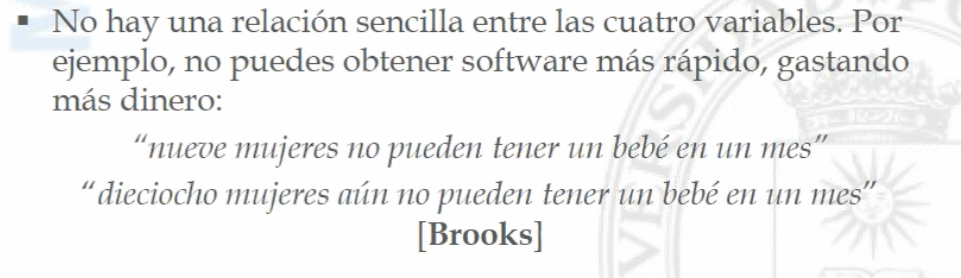 ▪ No hay una relación sencilla entre las cuatro variables. Por
ejemplo, no puedes obtener software más rápido, gastando
más dinero:
“nueve mujeres no pueden tener un bebé en un mes”
“dieciocho mujeres aún no pueden tener un bebé en un mes”
[Brooks]